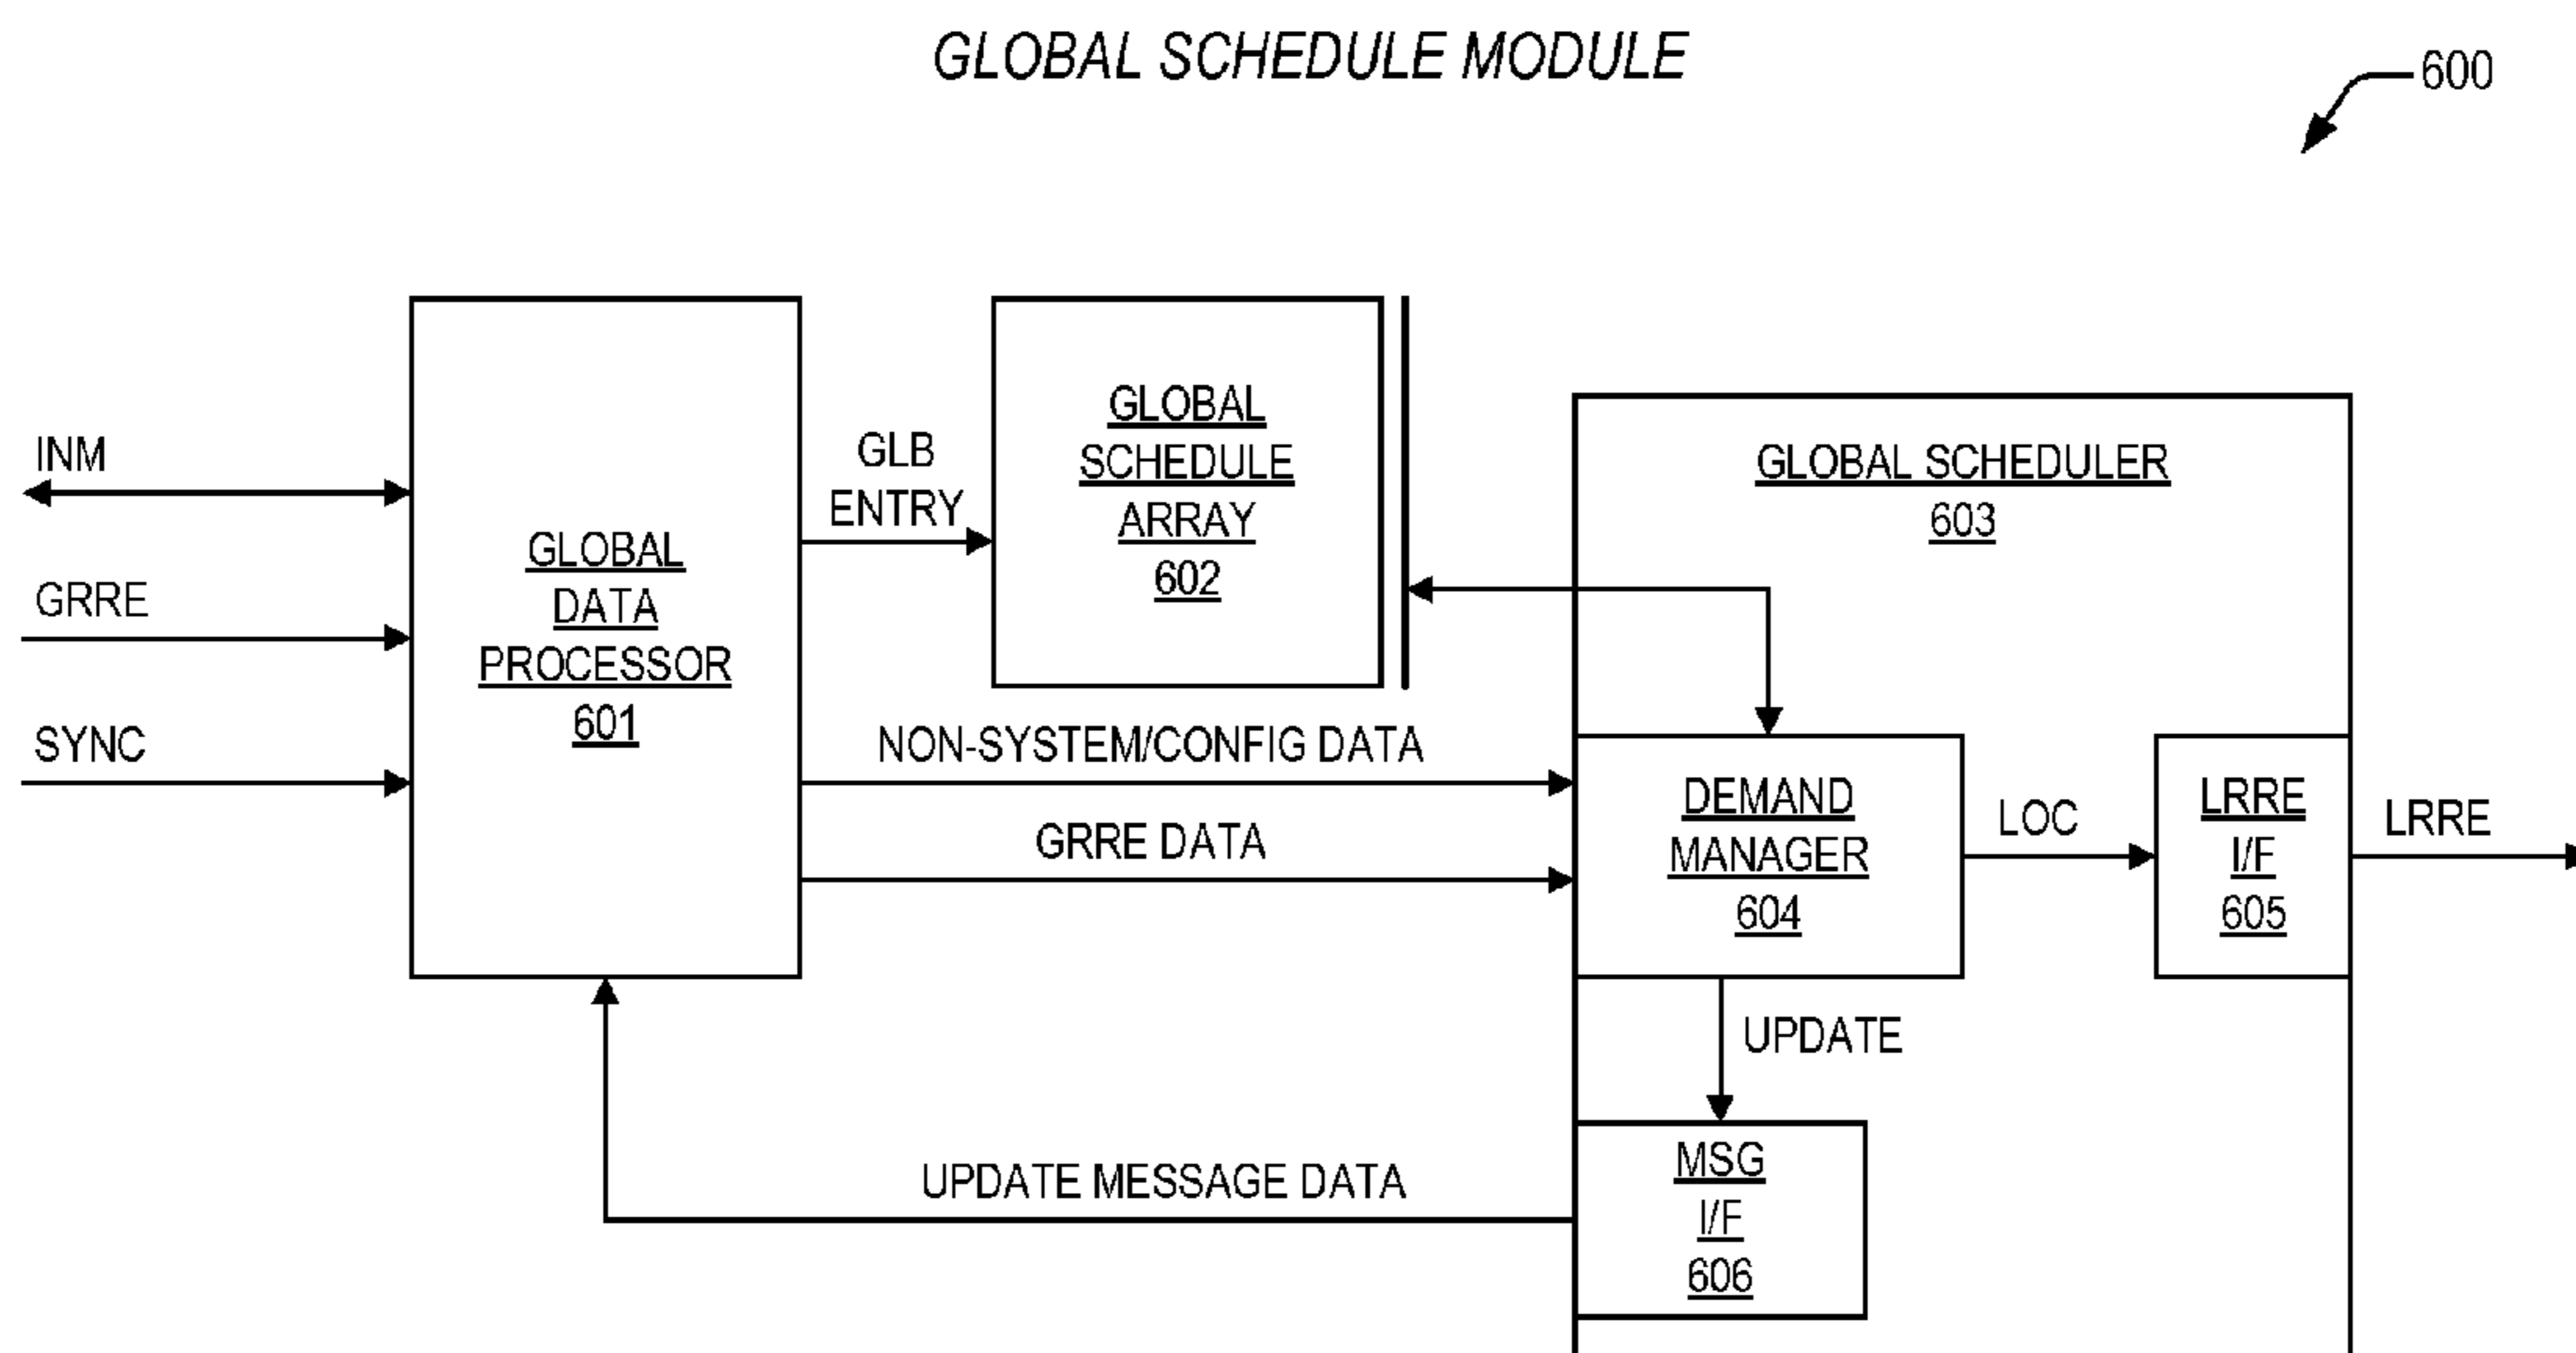 GLOBAL SCHEDULE MODULE
600
INM
GRRE
SYNC
GLOBAL
DATA
PROCESSOR
601
GLB
ENTRY
GLOBAL
SCHEDULE
ARRAY
602
NON-SYSTEM/CONFIG DATA
GRRE DATA
UPDATE MESSAGE DATA
GLOBAL SCHEDULER
603
DEMAND
MANAGER
604
LOC
LRRE
I/F
605
LRRE
UPDATE
MSG
I/F
606